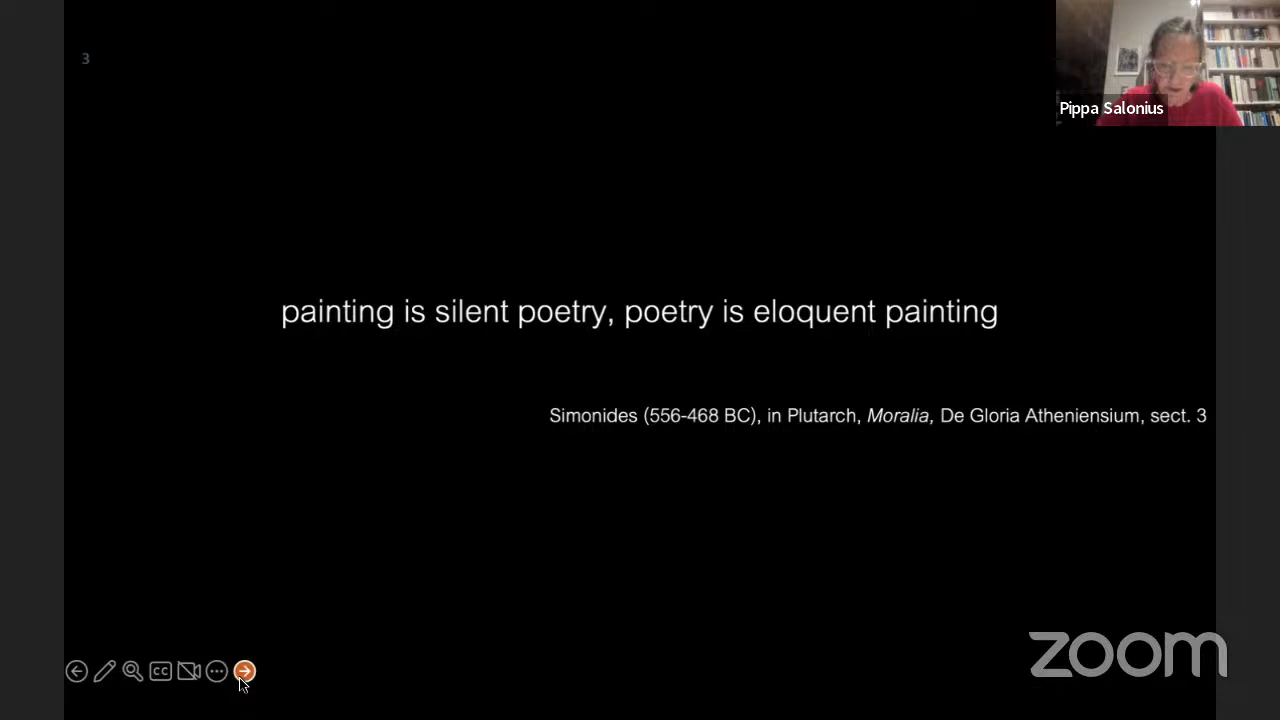 3
Pippa Salonius
painting is silent poetry, poetry is eloquent painting
Simonides (556-468 BC), in Plutarch, Moralia, De Gloria Atheniensium, sect. 3
CC
zoom